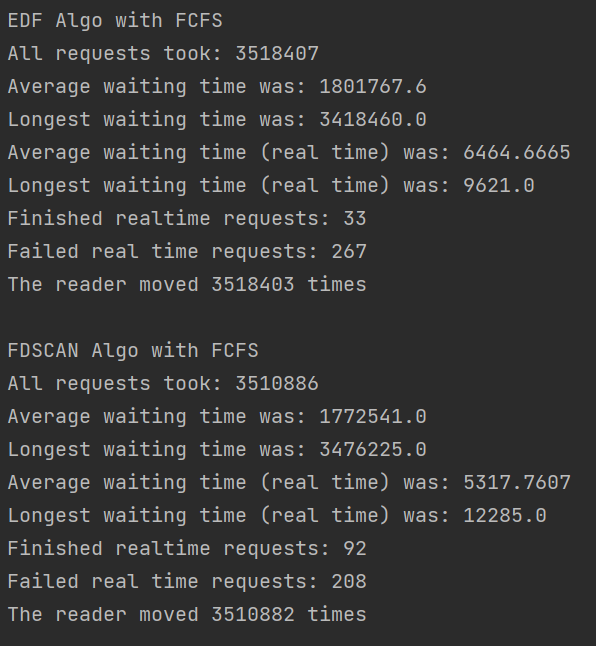 EDF Algo with FCFS
All requests took: 3518407
Average waiting time was: 1801767.6
Longest waiting time was: 3418460.0
Average waiting time (real time) was: 6464.6665
Longest waiting time (real time) was: 9621.0
Finished realtime requests: 33
Failed real time requests: 267
The reader moved 3518403 times
FDSCAN Algo with FCFS
All requests took: 3510886
Average waiting time was: 1772541.0
Longest waiting time was: 3476225.0
Average waiting time (real time) was: 5317.7607
Longest waiting time (real time) was: 12285.0
Finished realtime requests: 92
Failed real time requests: 208
The reader moved 3510882 times